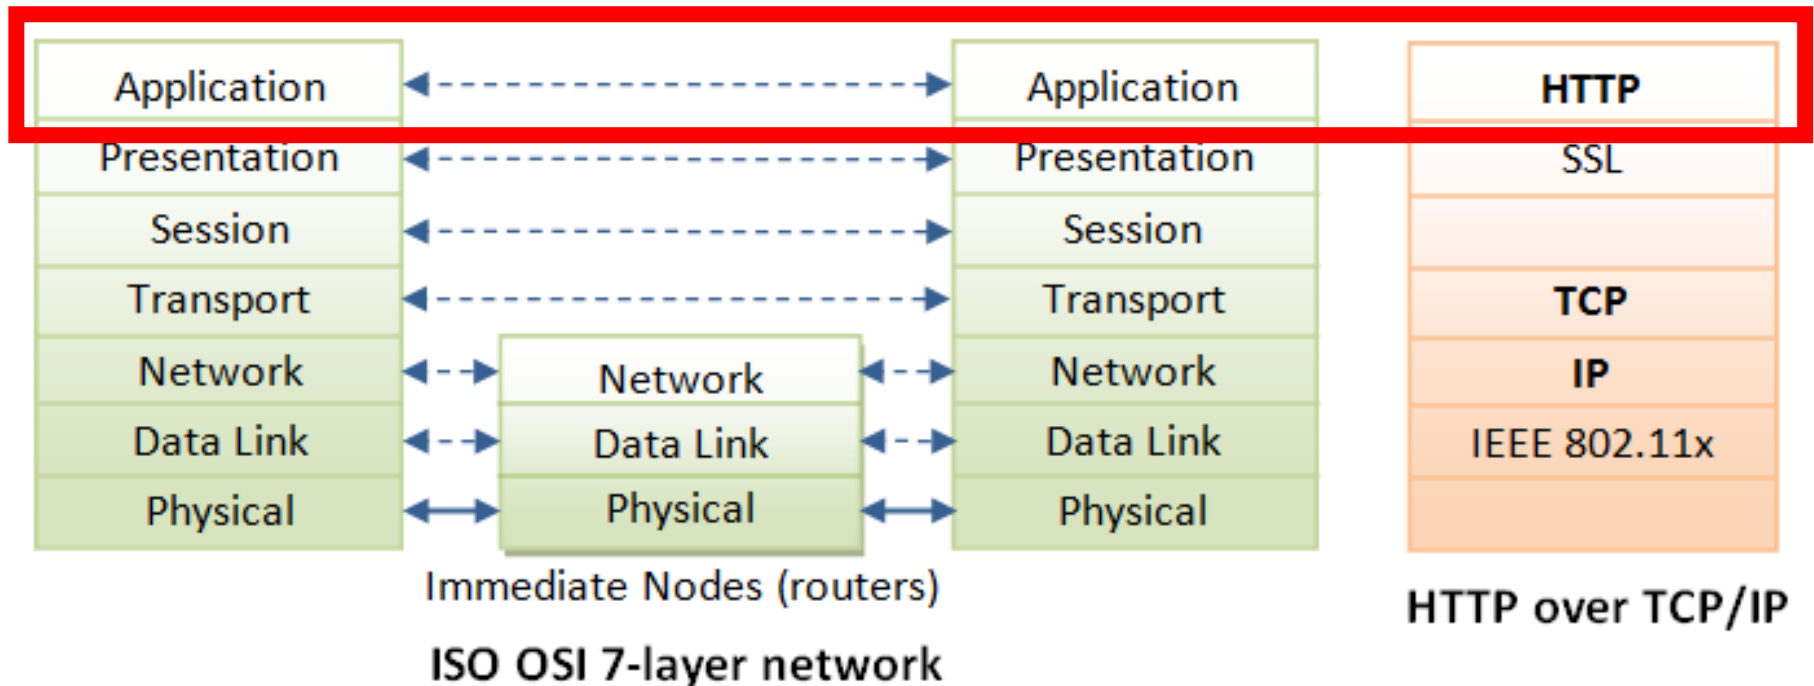 Application Application HTTP
Presentation Presentation SSL
Session Session
Transport Transport TCP
Network Network Network IP
Data Link Data Link Data Link IEEE 802.11x
Physical Physical Physical
Immediate Nodes (routers)
HTTP over TCP/IP
ISO OSI 7-layer network